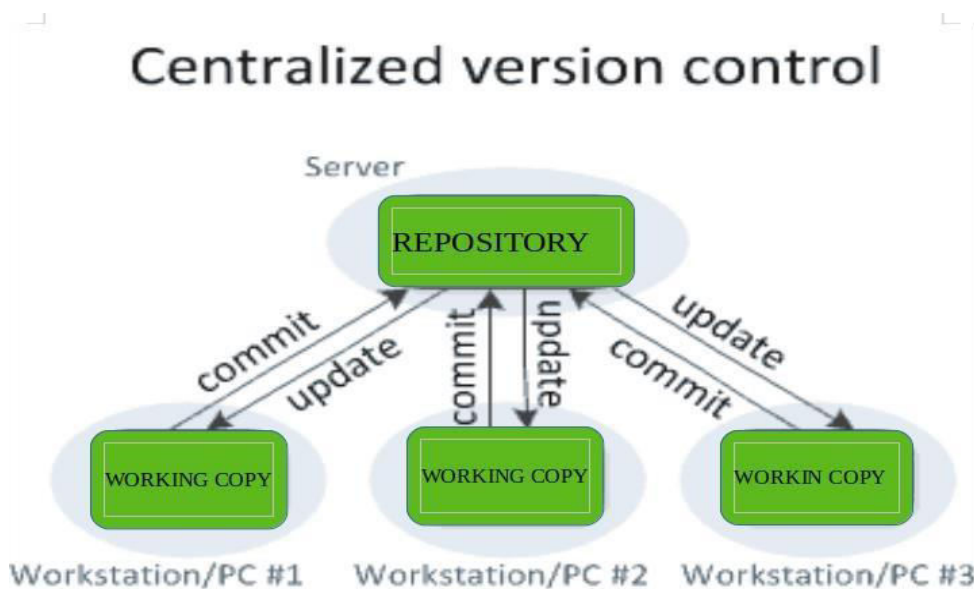 Centralized version control
Server
REPOSITORY
commit
update
commit
update
commit
update
WORKING COPY
WORKING COPY
WORKIN COPY
Workstation/PC #1
Workstation/PC #2
Workstation/PC #3